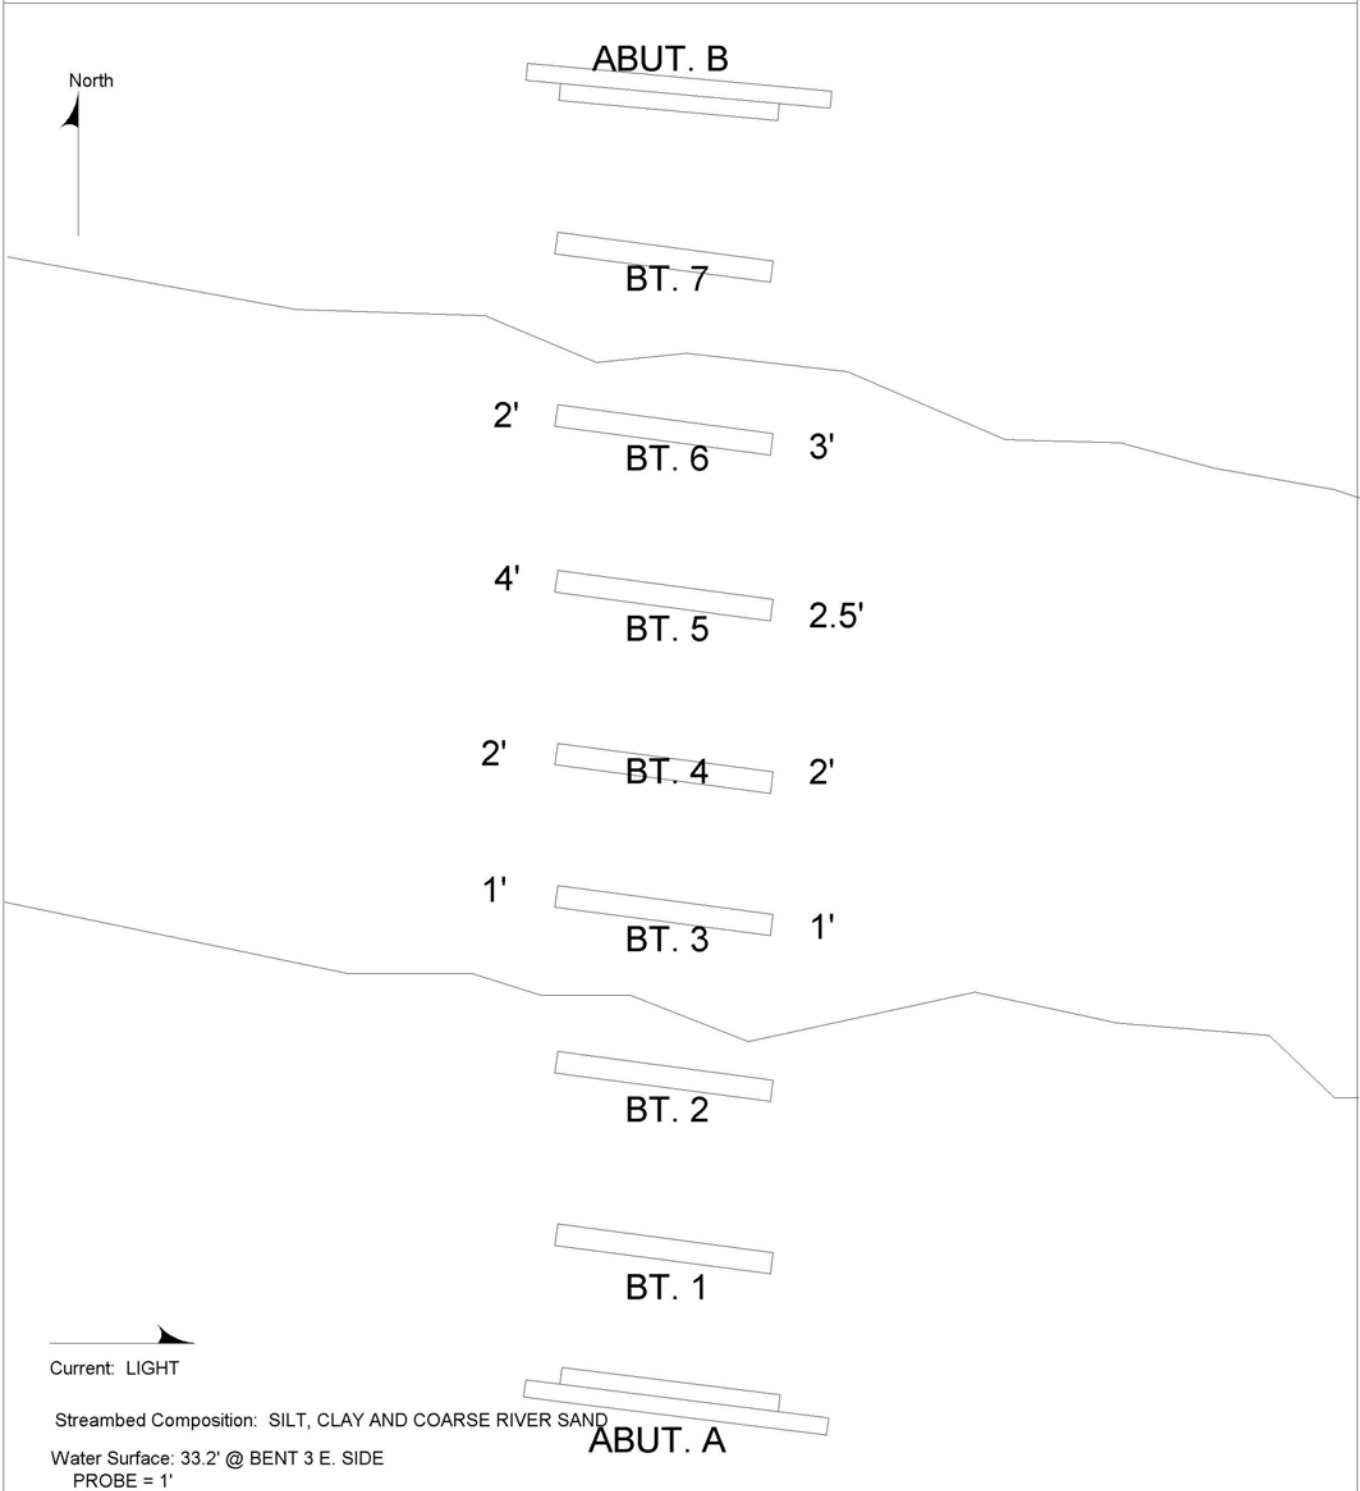 ABUT. B
North
BT. 7
2'
3'
BT. 6
4'
2.5'
BT. 5
2'
BT. 4
2'
1'
1'
BT. 3
BT. 2
BT. 1
Current: LIGHT
Streambed Composition: SILT, CLAY AND COARSE RIVER SAND
ABUT. A
Water Surface: 33.2' @ BENT 3 E. SIDE
PROBE = 1'